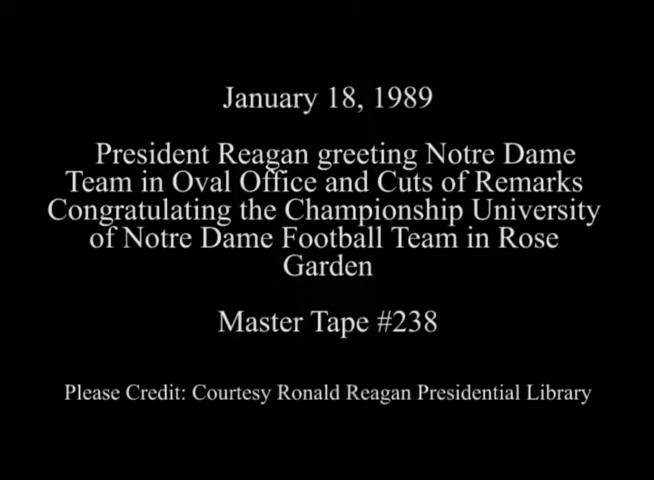 January 18, 1989
President Reagan greeting Notre Dame
Team in Oval Office and Cuts of Remarks
Congratulating the Championship University
of Notre Dame Football Team in Rose
Garden
Master Tape #238
Please Credit: Courtesy Ronald Reagan Presidential Library